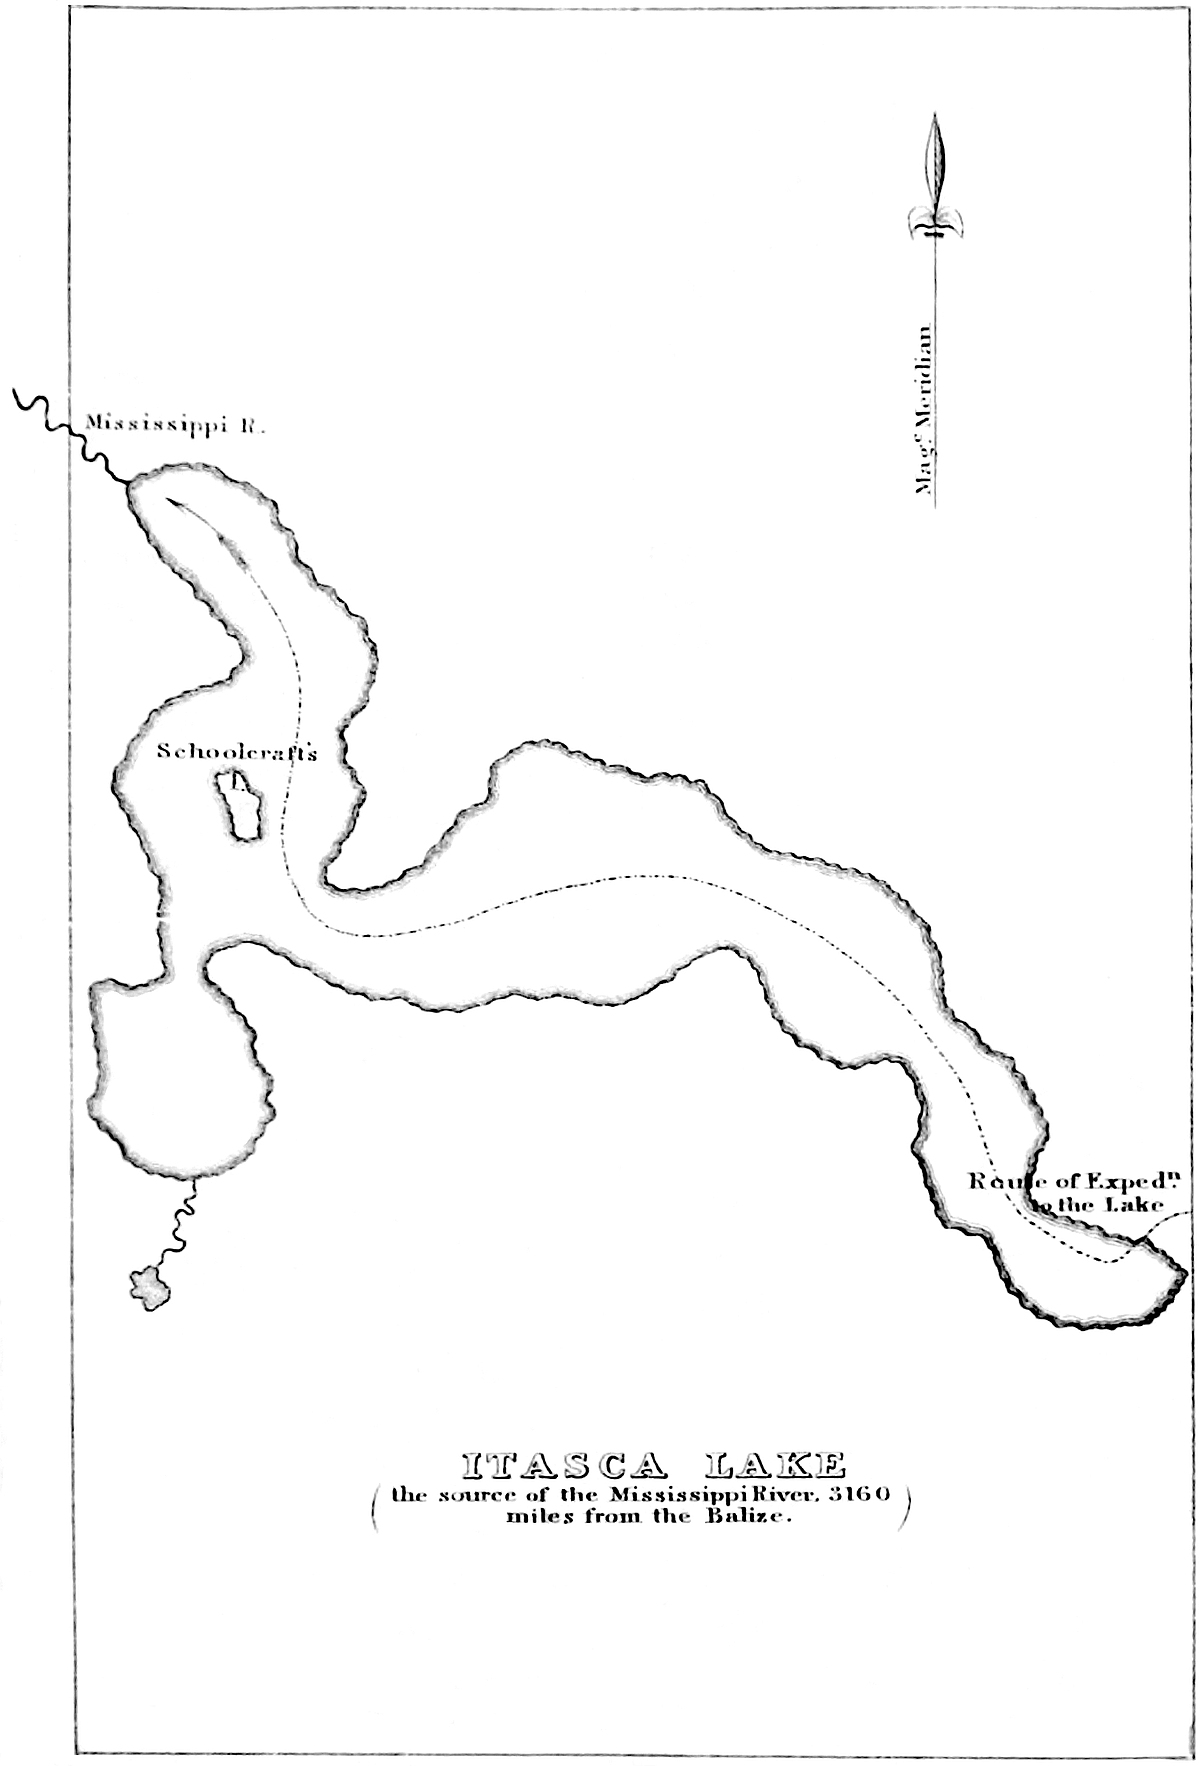 Magc. Meridian
Mississippi R.
Schoolcraft's
I.
Route of Expedn.
to the Lake
ITASCA LAKE
(the source of the Mississippi River, 3160
miles from the Balize.)